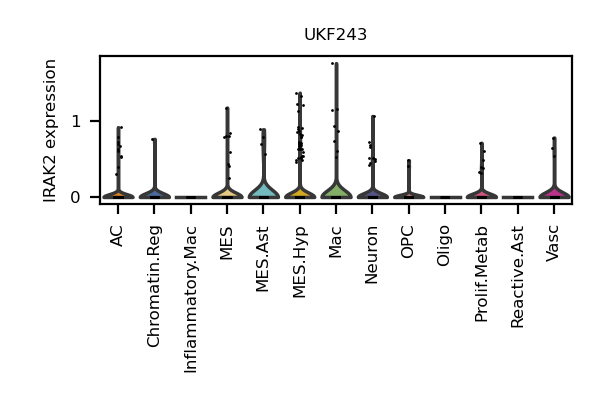 UKF243
IRAK2 expression
1
0
AC
Chromatin.Reg
Inflammatory.Mac
MES
MES.Ast
MES.Hyp
Mac
Neuron
OPC
Oligo
Prolif.Metab
Reactive.Ast
Vasc